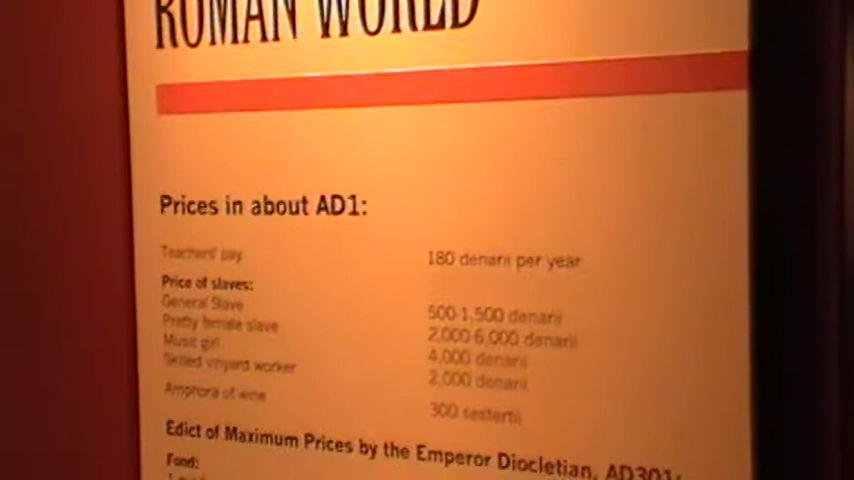 ROMAN WORLD
Prices in about AD1:
Teachers' pay 180 denarii per year
Price of slaves:
General Slave 500-1,500 denarii
Pretty female slave 2,000-6,000 denarii
Music girl 4,000 denarii
Skilled vinyard worker 2,000 denarii
Amphora of wine 300 sestertii
Edict of Maximum Prices by the Emperor Diocletian, AD301:
Food: